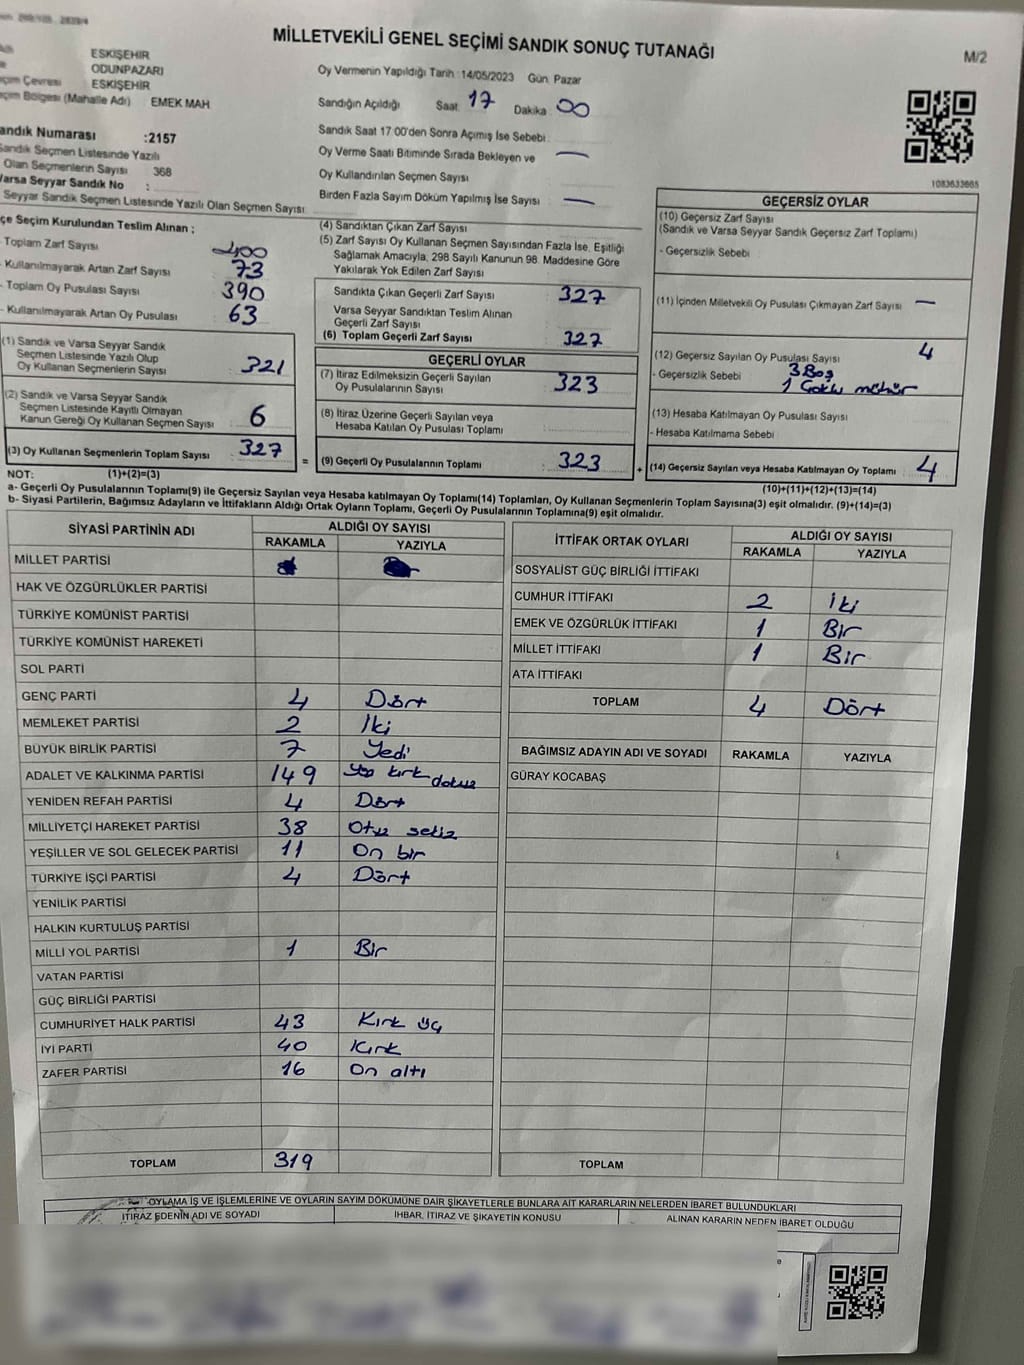 MİLLETVEKİLİ GENEL SEÇİMİ SANDIK SONUÇ TUTANAĞI
M/2
ESKİŞEHİR
ODUNPAZARI
ESKİŞEHİR
Seçim Bölgesi (Mahalle Adı) EMEK MAH
Sandık Numarası :2157
Sandık Seçmen Listesinde Yazılı
Olan Seçmenlerin Sayısı 368
Varsa Seyyar Sandık No :
Seyyar Sandık Seçmen Listesinde Yazılı Olan Seçmen Sayısı
Oy Vermenin Yapıldığı Tarih :14/05/2023 Gün: Pazar
Sandığın Açıldığı Saat: 17 Dakika: 00
Sandık Saat 17:00'den Sonra Açımış İse Sebebi
Oy Verme Saati Bitiminde Sırada Bekleyen ve —
Oy Kullandırılan Seçmen Sayısı
Birden Fazla Sayım Döküm Yapılmış İse Sayısı —
1083633665
İlçe Seçim Kurulundan Teslim Alınan ;
- Toplam Zarf Sayısı 400
- Kullanılmayarak Artan Zarf Sayısı 73
- Toplam Oy Pusulası Sayısı 390
- Kullanılmayarak Artan Oy Pusulası 63
(1) Sandık ve Varsa Seyyar Sandık
Seçmen Listesinde Yazılı Olup
Oy Kullanan Seçmenlerin Sayısı : 321
(2) Sandık ve Varsa Seyyar Sandık
Seçmen Listesinde Kayıtlı Olmayan
Kanun Gereği Oy Kullanan Seçmen Sayısı : 6
(3) Oy Kullanan Seçmenlerin Toplam Sayısı : 327
(4) Sandıktan Çıkan Zarf Sayısı
(5) Zarf Sayısı Oy Kullanan Seçmen Sayısından Fazla İse, Eşitliği
Sağlamak Amacıyla, 298 Sayılı Kanunun 98. Maddesine Göre
Yakılarak Yok Edilen Zarf Sayısı
Sandıkta Çıkan Geçerli Zarf Sayısı : 327
Varsa Seyyar Sandıktan Teslim Alınan
Geçerli Zarf Sayısı
(6) Toplam Geçerli Zarf Sayısı : 327
GEÇERLİ OYLAR
(7) İtiraz Edilmeksizin Geçerli Sayılan
Oy Pusulalarının Sayısı : 323
(8) İtiraz Üzerine Geçerli Sayılan veya
Hesaba Katılan Oy Pusulası Toplamı
= (9) Geçerli Oy Pusulalarının Toplamı : 323
GEÇERSİZ OYLAR
(10) Geçersiz Zarf Sayısı
(Sandık ve Varsa Seyyar Sandık Geçersiz Zarf Toplamı)
- Geçersizlik Sebebi
(11) İçinden Milletvekili Oy Pusulası Çıkmayan Zarf Sayısı —
(12) Geçersiz Sayılan Oy Pusulası Sayısı 4
- Geçersizlik Sebebi 3 Boş
1 Çoklu mühür
(13) Hesaba Katılmayan Oy Pusulası Sayısı
- Hesaba Katılmama Sebebi
+ (14) Geçersiz Sayılan veya Hesaba Katılmayan Oy Toplamı 4
NOT: (1)+(2)=(3)
(10)+(11)+(12)+(13)=(14)
a- Geçerli Oy Pusulalarının Toplamı(9) ile Geçersiz Sayılan veya Hesaba katılmayan Oy Toplamı(14) Toplamları, Oy Kullanan Seçmenlerin Toplam Sayısına(3) eşit olmalıdır. (9)+(14)=(3)
b- Siyasi Partilerin, Bağımsız Adayların ve İttifakların Aldığı Ortak Oyların Toplamı, Geçerli Oy Pusulalarının Toplamına(9) eşit olmalıdır.
SİYASİ PARTİNİN ADI ALDIĞI OY SAYISI
RAKAMLA YAZIYLA
MİLLET PARTİSİ
HAK VE ÖZGÜRLÜKLER PARTİSİ
TÜRKİYE KOMÜNİST PARTİSİ
TÜRKİYE KOMÜNİST HAREKETİ
SOL PARTİ
GENÇ PARTİ 4 Dört
MEMLEKET PARTİSİ 2 İki
BÜYÜK BİRLİK PARTİSİ 7 Yedi
ADALET VE KALKINMA PARTİSİ 149 Yüz kırk dokuz
YENİDEN REFAH PARTİSİ 4 Dört
MİLLİYETÇİ HAREKET PARTİSİ 38 Otuz sekiz
YEŞİLLER VE SOL GELECEK PARTİSİ 11 On bir
TÜRKİYE İŞÇİ PARTİSİ 4 Dört
YENİLİK PARTİSİ
HALKIN KURTULUŞ PARTİSİ
MİLLİ YOL PARTİSİ 1 Bir
VATAN PARTİSİ
GÜÇ BİRLİĞİ PARTİSİ
CUMHURİYET HALK PARTİSİ 43 Kırk üç
İYİ PARTİ 40 Kırk
ZAFER PARTİSİ 16 On altı
TOPLAM 319
İTTİFAK ORTAK OYLARI ALDIĞI OY SAYISI
RAKAMLA YAZIYLA
SOSYALİST GÜÇ BİRLİĞİ İTTİFAKI
CUMHUR İTTİFAKI 2 İki
EMEK VE ÖZGÜRLÜK İTTİFAKI 1 Bir
MİLLET İTTİFAKI 1 Bir
ATA İTTİFAKI
TOPLAM 4 Dört
BAĞIMSIZ ADAYIN ADI VE SOYADI RAKAMLA YAZIYLA
GÜRAY KOCABAŞ
TOPLAM
OYLAMA İŞ VE İŞLEMLERİNE VE OYLARIN SAYIM DÖKÜMÜNE DAİR ŞİKAYETLERLE BUNLARA AİT KARARLARIN NELERDEN İBARET BULUNDUKLARI
İTİRAZ EDENİN ADI VE SOYADI İHBAR, İTİRAZ VE ŞİKAYETİN KONUSU ALINAN KARARIN NEDEN İBARET OLDUĞU